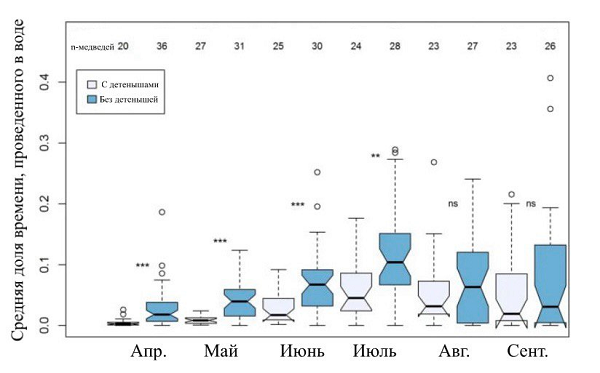 Средняя доля времени, проведенного в воде
n-медведей 20 36 27 31 25 30 24 28 23 27 23 26
С детенышами
Без детенышей
0.4
0.3
0.2
0.1
0.0
***
***
***
**
ns
ns
Апр. Май Июнь Июль Авг. Сент.